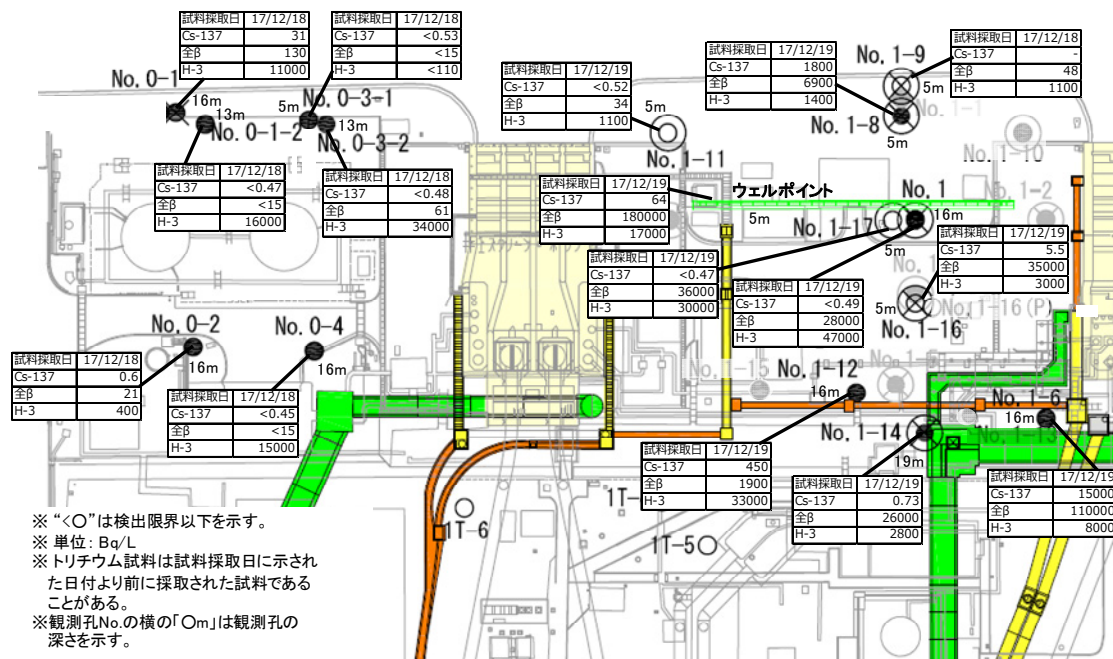 試料採取日 17/12/18
Cs-137 31
全β 130
H-3 11000
試料採取日 17/12/18
Cs-137 <0.53
全β <15
H-3 <110
試料採取日 17/12/19
Cs-137 <0.52
全β 34
H-3 1100
試料採取日 17/12/19
Cs-137 1800
全β 6900
H-3 1400
試料採取日 17/12/18
Cs-137 -
全β 48
H-3 1100
No. 0-1
16m
13m
No. 0-1-2
5m
No. 0-3-1
13m
No. 0-3-2
5m
No. 1-11
No. 1-9
5m
No. 1-8
5m
No. 1-10
試料採取日 17/12/18
Cs-137 <0.47
全β <15
H-3 16000
試料採取日 17/12/18
Cs-137 <0.48
全β 61
H-3 34000
試料採取日 17/12/19
Cs-137 64
全β 180000
H-3 17000
ウェルポイント
5m
No. 1
16m
No. 1-17
5m
No. 1-2
試料採取日 17/12/19
Cs-137 <0.47
全β 36000
H-3 30000
試料採取日 17/12/19
Cs-137 <0.49
全β 28000
H-3 47000
試料採取日 17/12/19
Cs-137 5.5
全β 35000
H-3 3000
5m
No. 1-16
No. 1-16 (P)
No. 0-2
16m
No. 0-4
16m
試料採取日 17/12/18
Cs-137 0.6
全β 21
H-3 400
試料採取日 17/12/18
Cs-137 <0.45
全β <15
H-3 15000
No. 1-15
No. 1-12
16m
No. 1-6
16m
No. 1-13
No. 1-14
19m
試料採取日 17/12/19
Cs-137 450
全β 1900
H-3 33000
試料採取日 17/12/19
Cs-137 0.73
全β 26000
H-3 2800
試料採取日 17/12/19
Cs-137 15000
全β 110000
H-3 8000
1T-6
1T-5
※ “<○”は検出限界以下を示す。
※ 単位: Bq/L
※ トリチウム試料は試料採取日に示され
た日付より前に採取された試料である
ことがある。
※観測孔No.の横の「○m」は観測孔の
深さを示す。